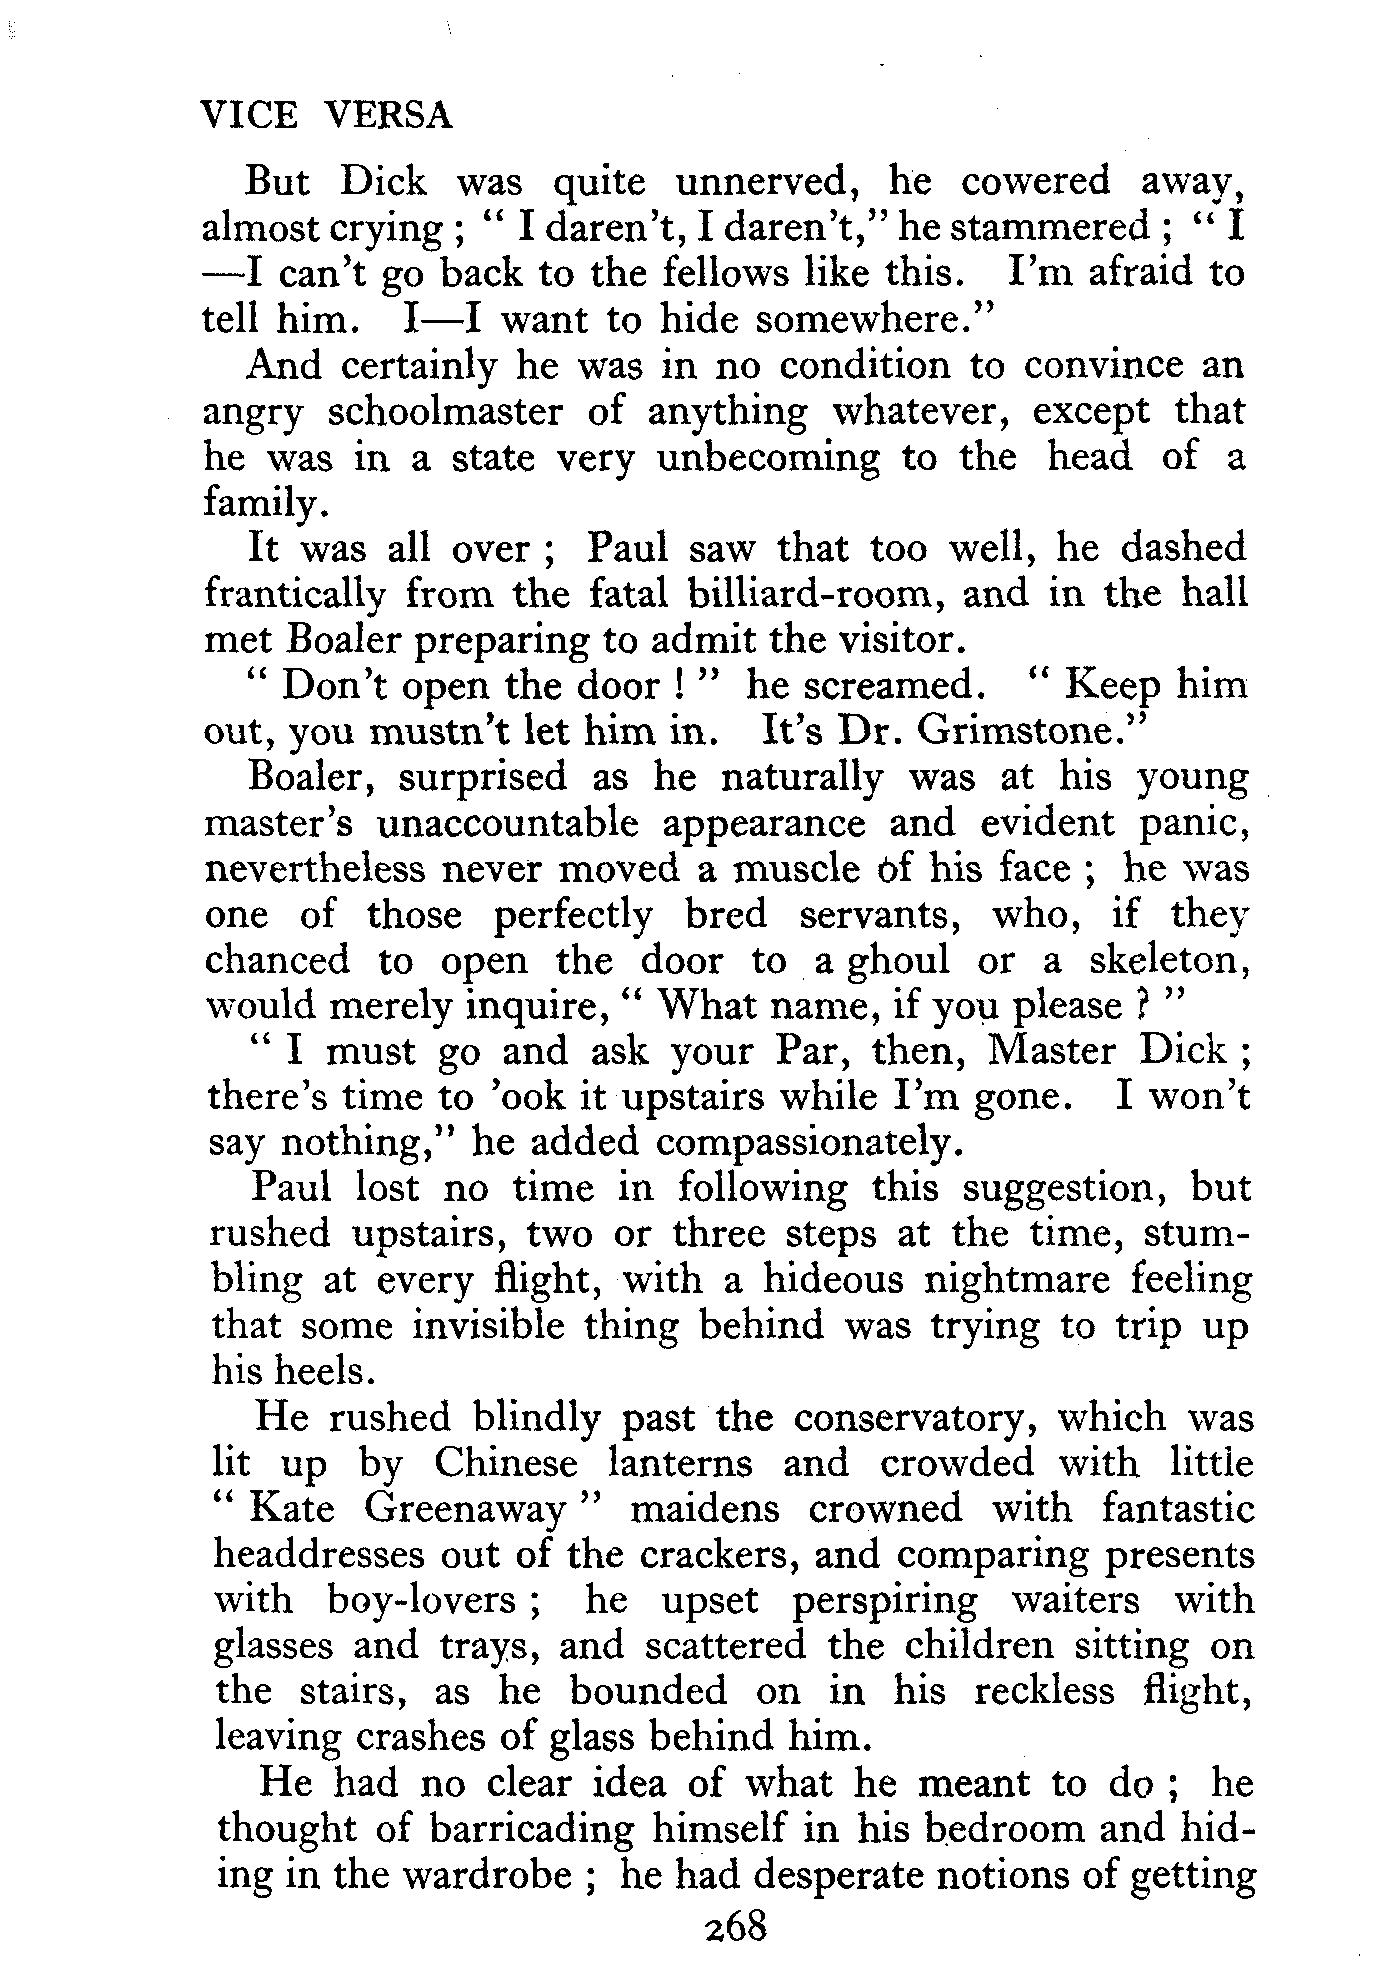 VICE VERSA
But Dick was quite unnerved, he cowered away,
almost crying ; “ I daren't, I daren't,” he stammered ; “ I
—I can't go back to the fellows like this. I'm afraid to
tell him. I—I want to hide somewhere.”
And certainly he was in no condition to convince an
angry schoolmaster of anything whatever, except that
he was in a state very unbecoming to the head of a
family.
It was all over ; Paul saw that too well, he dashed
frantically from the fatal billiard-room, and in the hall
met Boaler preparing to admit the visitor.
“ Don't open the door ! ” he screamed. “ Keep him
out, you mustn't let him in. It's Dr. Grimstone.”
Boaler, surprised as he naturally was at his young
master's unaccountable appearance and evident panic,
nevertheless never moved a muscle of his face ; he was
one of those perfectly bred servants, who, if they
chanced to open the door to a ghoul or a skeleton,
would merely inquire, “ What name, if you please ? ”
“ I must go and ask your Par, then, Master Dick ;
there's time to 'ook it upstairs while I'm gone. I won't
say nothing,” he added compassionately.
Paul lost no time in following this suggestion, but
rushed upstairs, two or three steps at the time, stum-
bling at every flight, with a hideous nightmare feeling
that some invisible thing behind was trying to trip up
his heels.
He rushed blindly past the conservatory, which was
lit up by Chinese lanterns and crowded with little
“ Kate Greenaway ” maidens crowned with fantastic
headdresses out of the crackers, and comparing presents
with boy-lovers ; he upset perspiring waiters with
glasses and trays, and scattered the children sitting on
the stairs, as he bounded on in his reckless flight,
leaving crashes of glass behind him.
He had no clear idea of what he meant to do ; he
thought of barricading himself in his bedroom and hid-
ing in the wardrobe ; he had desperate notions of getting
268